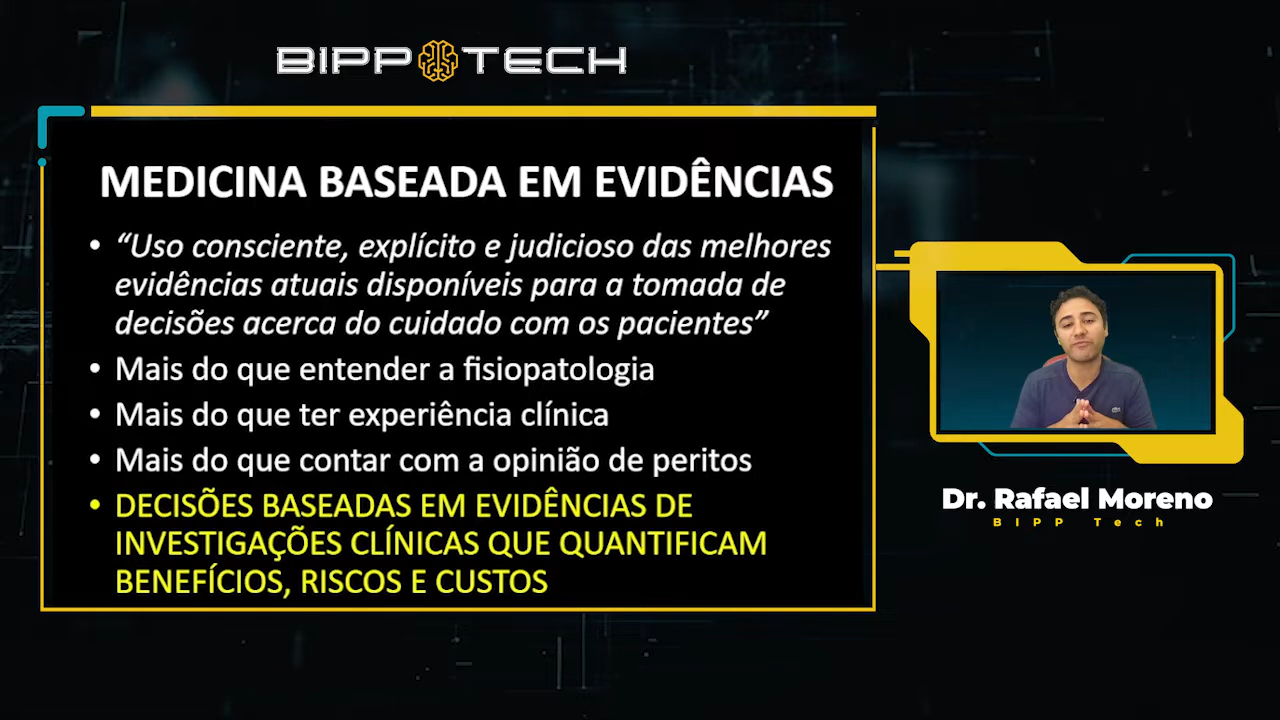 BIPP TECH
MEDICINA BASEADA EM EVIDÊNCIAS
• “Uso consciente, explícito e judicioso das melhores
evidências atuais disponíveis para a tomada de
decisões acerca do cuidado com os pacientes”
• Mais do que entender a fisiopatologia
• Mais do que ter experiência clínica
• Mais do que contar com a opinião de peritos
• DECISÕES BASEADAS EM EVIDÊNCIAS DE
INVESTIGAÇÕES CLÍNICAS QUE QUANTIFICAM
BENEFÍCIOS, RISCOS E CUSTOS
Dr. Rafael Moreno
BIPP Tech